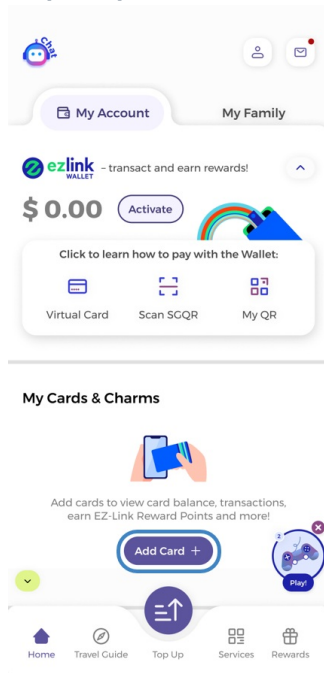 Chat
My Account
My Family
ezlink - transact and earn rewards!
WALLET
$ 0.00 Activate
Click to learn how to pay with the Wallet:
Virtual Card Scan SGQR My QR
My Cards & Charms
Add cards to view card balance, transactions,
earn EZ-Link Reward Points and more!
Add Card +
Play!
Home Travel Guide Top Up Services Rewards